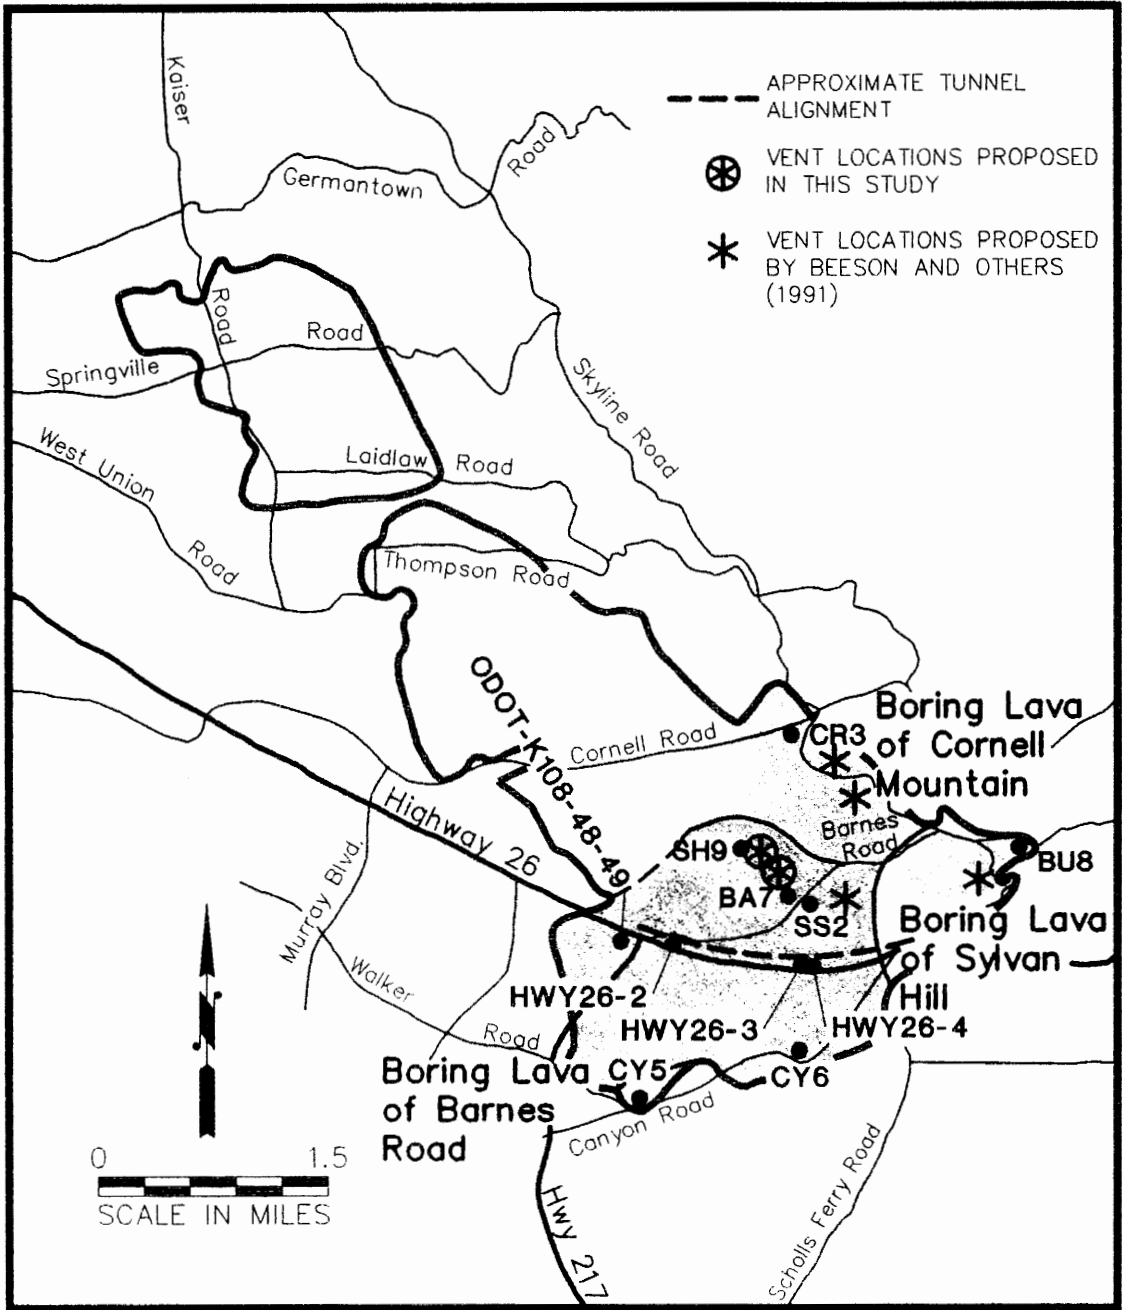 Kaiser
Road
Germantown
Road
APPROXIMATE TUNNEL
ALIGNMENT
VENT LOCATIONS PROPOSED
IN THIS STUDY
VENT LOCATIONS PROPOSED
BY BEESON AND OTHERS
(1991)
Road
Road
Springville
Skyline Road
West Union
Road
Laidlaw
Road
Thompson Road
ODOT-K108-48-49
Boring Lava
of Cornell
Mountain
Cornell Road
CR3
Highway 26
Barnes
Road
SH9
BU8
BA7
SS2
Murray Blvd.
Boring Lava
of Sylvan
Hill
Walker
Road
HWY26-2
HWY26-3
HWY26-4
Boring Lava
of Barnes
Road
CY5
CY6
Canyon Road
Scholls Ferry Road
Hwy 217
N
0
1.5
SCALE IN MILES